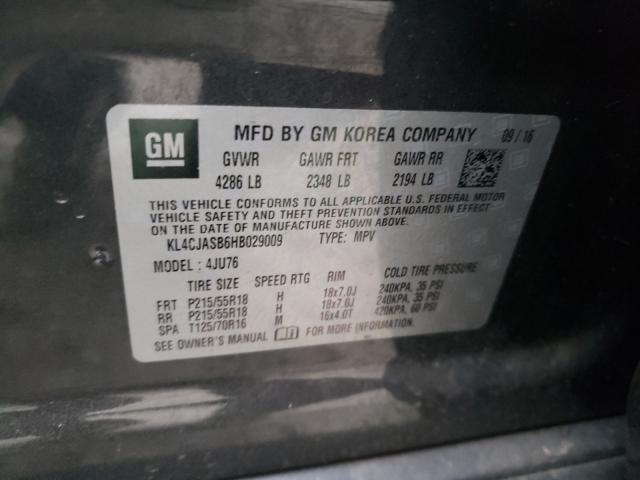 GM
MFD BY GM KOREA COMPANY 09/16
GVWR GAWR FRT GAWR RR
4286 LB 2348 LB 2194 LB
THIS VEHICLE CONFORMS TO ALL APPLICABLE U.S. FEDERAL MOTOR
VEHICLE SAFETY AND THEFT PREVENTION STANDARDS IN EFFECT
ON THE DATE OF MANUFACTURE SHOWN ABOVE.
KL4CJASB6HB029009 TYPE: MPV
MODEL: 4JU76
TIRE SIZE SPEED RTG RIM COLD TIRE PRESSURE
FRT P215/55R18 H 18x7.0J 240KPA, 35 PSI
RR P215/55R18 H 18x7.0J 240KPA, 35 PSI
SPA T125/70R16 M 16x4.0T 420KPA, 60 PSI
SEE OWNER'S MANUAL FOR MORE INFORMATION.